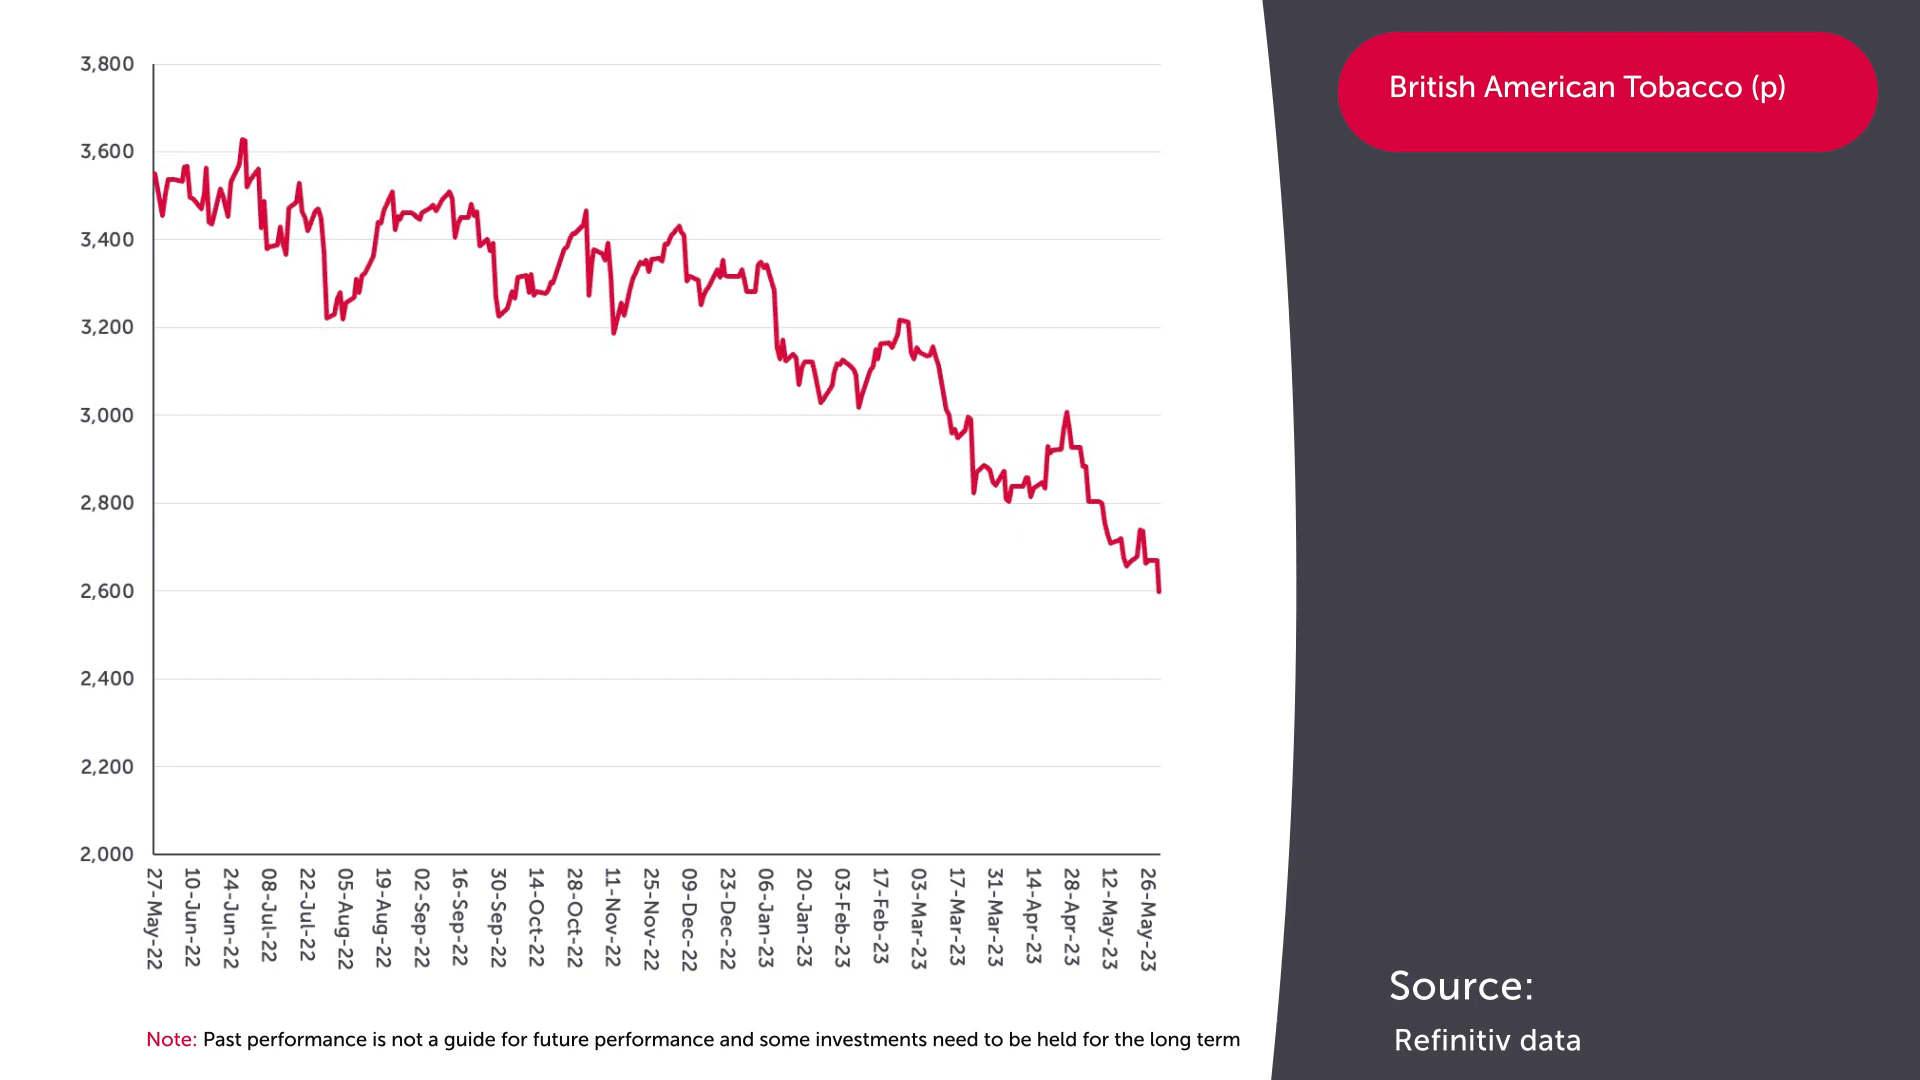 British American Tobacco (p)
3,800
3,600
3,400
3,200
3,000
2,800
2,600
2,400
2,200
2,000
27-May-22
10-Jun-22
24-Jun-22
08-Jul-22
22-Jul-22
05-Aug-22
19-Aug-22
02-Sep-22
16-Sep-22
30-Sep-22
14-Oct-22
28-Oct-22
11-Nov-22
25-Nov-22
09-Dec-22
23-Dec-22
06-Jan-23
20-Jan-23
03-Feb-23
17-Feb-23
03-Mar-23
17-Mar-23
31-Mar-23
14-Apr-23
28-Apr-23
12-May-23
26-May-23
Note: Past performance is not a guide for future performance and some investments need to be held for the long term
Source:
Refinitiv data